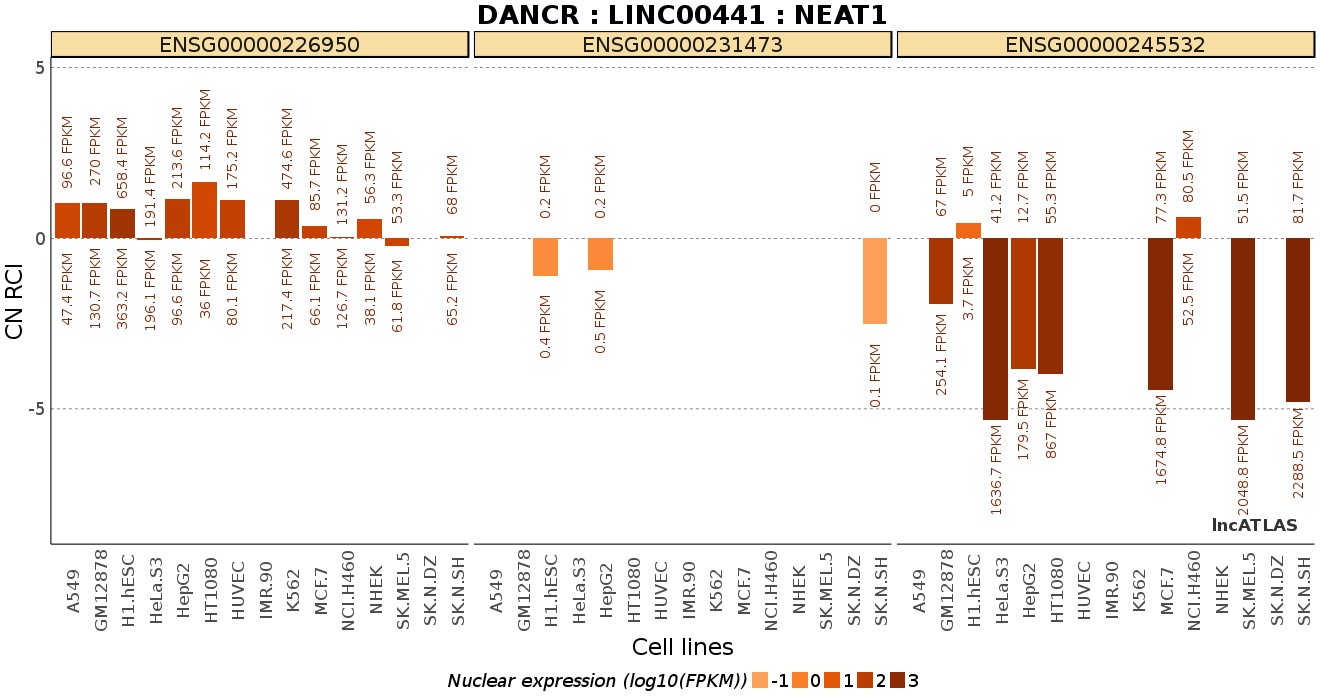 DANCR : LINC00441 : NEAT1
ENSG00000226950
ENSG00000231473
ENSG00000245532
CN RCI
5
0
-5
96.6 FPKM
270 FPKM
658.4 FPKM
191.4 FPKM
213.6 FPKM
114.2 FPKM
175.2 FPKM
474.6 FPKM
85.7 FPKM
131.2 FPKM
56.3 FPKM
53.3 FPKM
68 FPKM
47.4 FPKM
130.7 FPKM
363.2 FPKM
196.1 FPKM
96.6 FPKM
36 FPKM
80.1 FPKM
217.4 FPKM
66.1 FPKM
126.7 FPKM
38.1 FPKM
61.8 FPKM
65.2 FPKM
0.2 FPKM
0.2 FPKM
0 FPKM
0.4 FPKM
0.5 FPKM
0.1 FPKM
67 FPKM
5 FPKM
41.2 FPKM
12.7 FPKM
55.3 FPKM
77.3 FPKM
80.5 FPKM
51.5 FPKM
81.7 FPKM
254.1 FPKM
3.7 FPKM
1636.7 FPKM
179.5 FPKM
867 FPKM
1674.8 FPKM
52.5 FPKM
2048.8 FPKM
2288.5 FPKM
lncATLAS
A549
GM12878
H1.hESC
HeLa.S3
HepG2
HT1080
HUVEC
IMR.90
K562
MCF.7
NCI.H460
NHEK
SK.MEL.5
SK.N.DZ
SK.N.SH
A549
GM12878
H1.hESC
HeLa.S3
HepG2
HT1080
HUVEC
IMR.90
K562
MCF.7
NCI.H460
NHEK
SK.MEL.5
SK.N.DZ
SK.N.SH
A549
GM12878
H1.hESC
HeLa.S3
HepG2
HT1080
HUVEC
IMR.90
K562
MCF.7
NCI.H460
NHEK
SK.MEL.5
SK.N.DZ
SK.N.SH
Cell lines
Nuclear expression (log10(FPKM)) -1 0 1 2 3